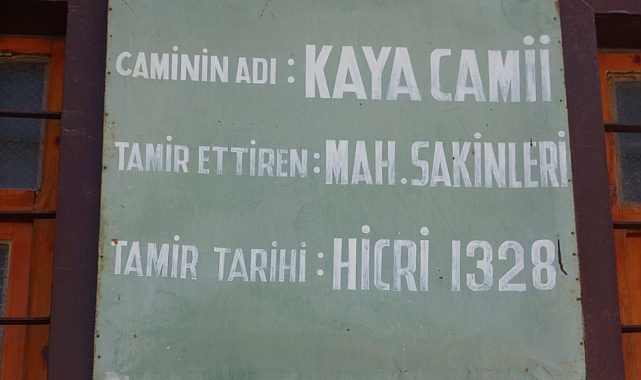 CAMİNİN ADI : KAYA CAMİİ
TAMİR ETTİREN : MAH. SAKİNLERİ
TAMİR TARİHİ : HİCRİ 1328